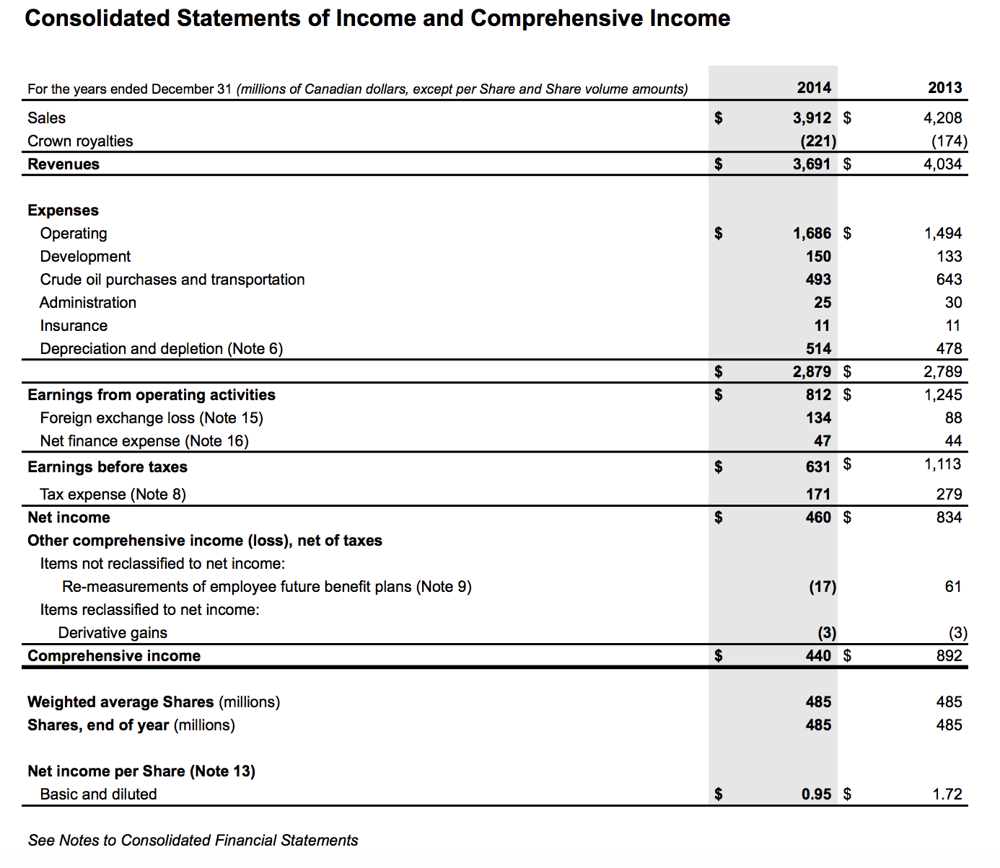 Consolidated Statements of Income and Comprehensive Income
For the years ended December 31 (millions of Canadian dollars, except per Share and Share volume amounts) 2014 2013
Sales $ 3,912 $ 4,208
Crown royalties (221) (174)
Revenues $ 3,691 $ 4,034
Expenses
Operating $ 1,686 $ 1,494
Development 150 133
Crude oil purchases and transportation 493 643
Administration 25 30
Insurance 11 11
Depreciation and depletion (Note 6) 514 478
$ 2,879 $ 2,789
Earnings from operating activities $ 812 $ 1,245
Foreign exchange loss (Note 15) 134 88
Net finance expense (Note 16) 47 44
Earnings before taxes $ 631 $ 1,113
Tax expense (Note 8) 171 279
Net income $ 460 $ 834
Other comprehensive income (loss), net of taxes
Items not reclassified to net income:
Re-measurements of employee future benefit plans (Note 9) (17) 61
Items reclassified to net income:
Derivative gains (3) (3)
Comprehensive income $ 440 $ 892
Weighted average Shares (millions) 485 485
Shares, end of year (millions) 485 485
Net income per Share (Note 13)
Basic and diluted $ 0.95 $ 1.72
See Notes to Consolidated Financial Statements